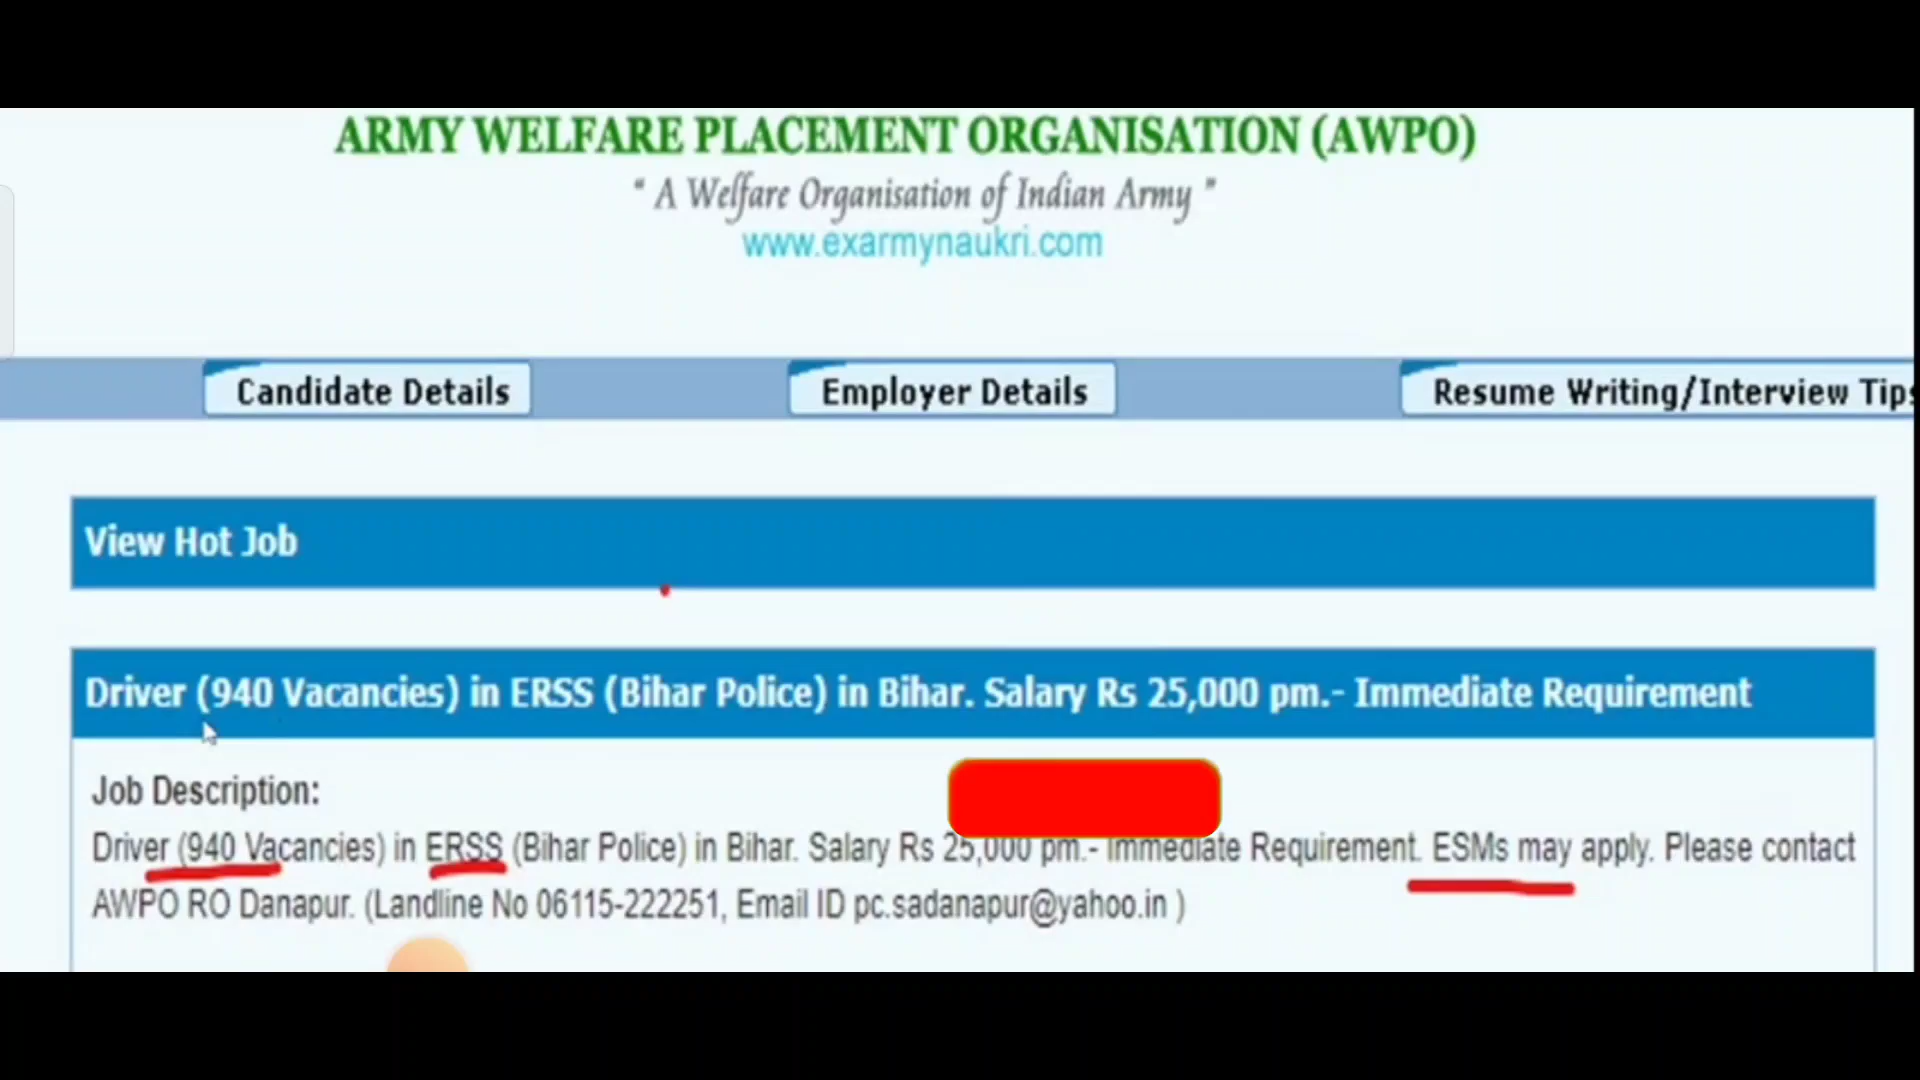 ARMY WELFARE PLACEMENT ORGANISATION (AWPO)
“ A Welfare Organisation of Indian Army ”
www.exarmynaukri.com
Candidate Details
Employer Details
Resume Writing/Interview Tips
View Hot Job
Driver (940 Vacancies) in ERSS (Bihar Police) in Bihar. Salary Rs 25,000 pm.- Immediate Requirement
Job Description:
Driver (940 Vacancies) in ERSS (Bihar Police) in Bihar. Salary Rs 25,000 pm.- Immediate Requirement. ESMs may apply. Please contact
AWPO RO Danapur. (Landline No 06115-222251, Email ID pc.sadanapur@yahoo.in )